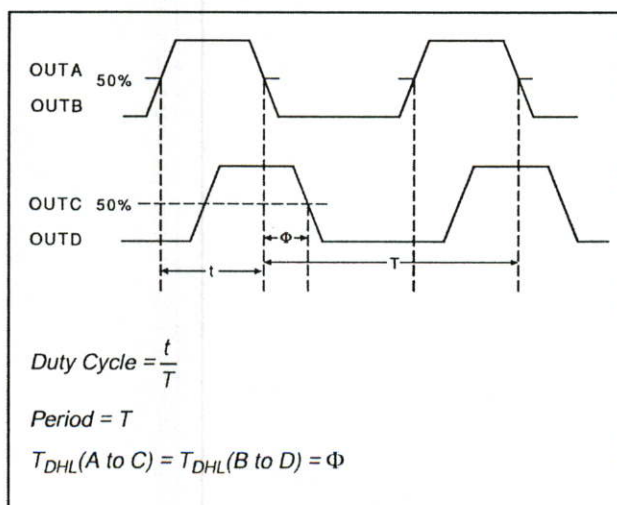 OUTA 50%
OUTB
OUTC 50%
OUTD
Φ
t
T
Duty Cycle = t/T
Period = T
T_DHL(A to C) = T_DHL(B to D) = Φ